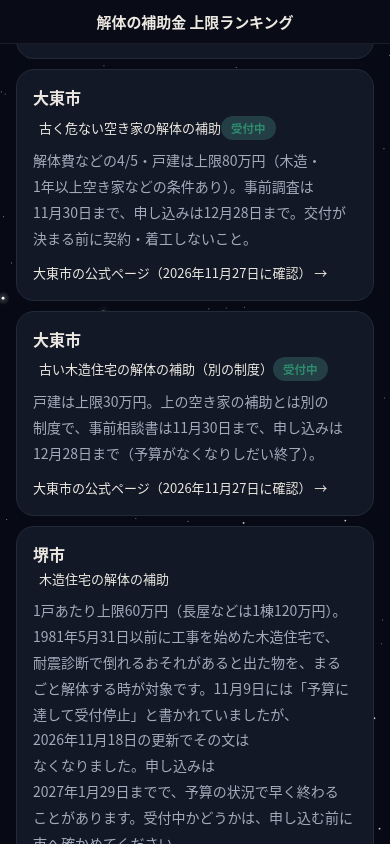 解体の補助金 上限ランキング
大東市
古く危ない空き家の解体の補助 受付中
解体費などの4/5・戸建は上限80万円（木造・
1年以上空き家などの条件あり）。事前調査は
11月30日まで、申し込みは12月28日まで。交付が
決まる前に契約・着工しないこと。
大東市の公式ページ（2026年11月27日に確認） →
大東市
古い木造住宅の解体の補助（別の制度） 受付中
戸建は上限30万円。上の空き家の補助とは別の
制度で、事前相談書は11月30日まで、申し込みは
12月28日まで（予算がなくなりしだい終了）。
大東市の公式ページ（2026年11月27日に確認） →
堺市
木造住宅の解体の補助
1戸あたり上限60万円（長屋などは1棟120万円）。
1981年5月31日以前に工事を始めた木造住宅で、
耐震診断で倒れるおそれがあると出た物を、まる
ごと解体する時が対象です。11月9日には「予算に
達して受付停止」と書かれていましたが、
2026年11月18日の更新でその文は
なくなりました。申し込みは
2027年1月29日までで、予算の状況で早く終わる
ことがあります。受付中かどうかは、申し込む前に
市へ確かめてください